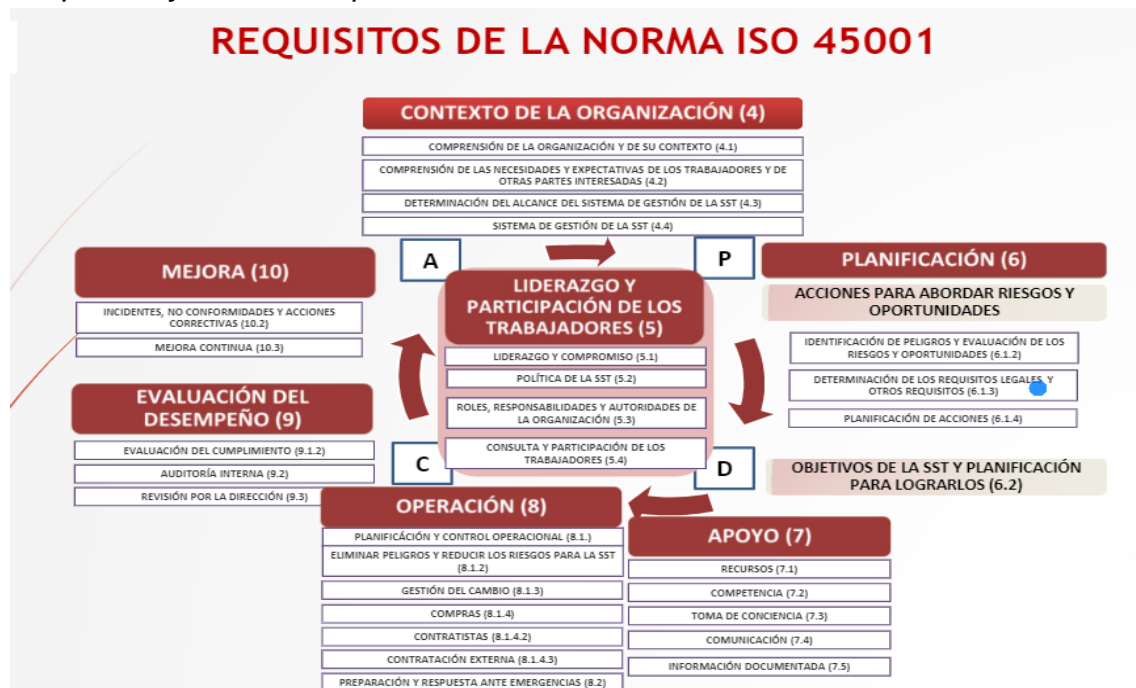 REQUISITOS DE LA NORMA ISO 45001
CONTEXTO DE LA ORGANIZACIÓN (4)
COMPRENSIÓN DE LA ORGANIZACIÓN Y DE SU CONTEXTO (4.1)
COMPRENSIÓN DE LAS NECESIDADES Y EXPECTATIVAS DE LOS TRABAJADORES Y DE
OTRAS PARTES INTERESADAS (4.2)
DETERMINACIÓN DEL ALCANCE DEL SISTEMA DE GESTIÓN DE LA SST (4.3)
SISTEMA DE GESTIÓN DE LA SST (4.4)
A
P
MEJORA (10)
INCIDENTES, NO CONFORMIDADES Y ACCIONES
CORRECTIVAS (10.2)
MEJORA CONTINUA (10.3)
LIDERAZGO Y
PARTICIPACIÓN DE LOS
TRABAJADORES (5)
LIDERAZGO Y COMPROMISO (5.1)
POLÍTICA DE LA SST (5.2)
ROLES, RESPONSABILIDADES Y AUTORIDADES DE
LA ORGANIZACIÓN (5.3)
CONSULTA Y PARTICIPACIÓN DE LOS
TRABAJADORES (5.4)
PLANIFICACIÓN (6)
ACCIONES PARA ABORDAR RIESGOS Y
OPORTUNIDADES
IDENTIFICACIÓN DE PELIGROS Y EVALUACIÓN DE LOS
RIESGOS Y OPORTUNIDADES (6.1.2)
DETERMINACIÓN DE LOS REQUISITOS LEGALES Y
OTROS REQUISITOS (6.1.3)
PLANIFICACIÓN DE ACCIONES (6.1.4)
OBJETIVOS DE LA SST Y PLANIFICACIÓN
PARA LOGRARLOS (6.2)
EVALUACIÓN DEL
DESEMPEÑO (9)
EVALUACIÓN DEL CUMPLIMIENTO (9.1.2)
AUDITORÍA INTERNA (9.2)
REVISIÓN POR LA DIRECCIÓN (9.3)
C
D
OPERACIÓN (8)
PLANIFICÁCIÓN Y CONTROL OPERACIONAL (8.1.)
ELIMINAR PELIGROS Y REDUCIR LOS RIESGOS PARA LA SST
(8.1.2)
GESTIÓN DEL CAMBIO (8.1.3)
COMPRAS (8.1.4)
CONTRATISTAS (8.1.4.2)
CONTRATACIÓN EXTERNA (8.1.4.3)
PREPARACIÓN Y RESPUESTA ANTE EMERGENCIAS (8.2)
APOYO (7)
RECURSOS (7.1)
COMPETENCIA (7.2)
TOMA DE CONCIENCIA (7.3)
COMUNICACIÓN (7.4)
INFORMACIÓN DOCUMENTADA (7.5)